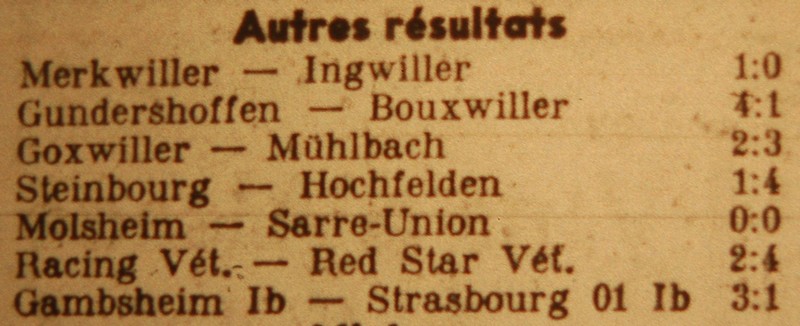 Autres résultats
Merkwiller — Ingwiller 1:0
Gundershoffen — Bouxwiller 4:1
Goxwiller — Mühlbach 2:3
Steinbourg — Hochfelden 1:4
Molsheim — Sarre-Union 0:0
Racing Vét. — Red Star Vét. 2:4
Gambsheim Ib — Strasbourg 01 Ib 3:1